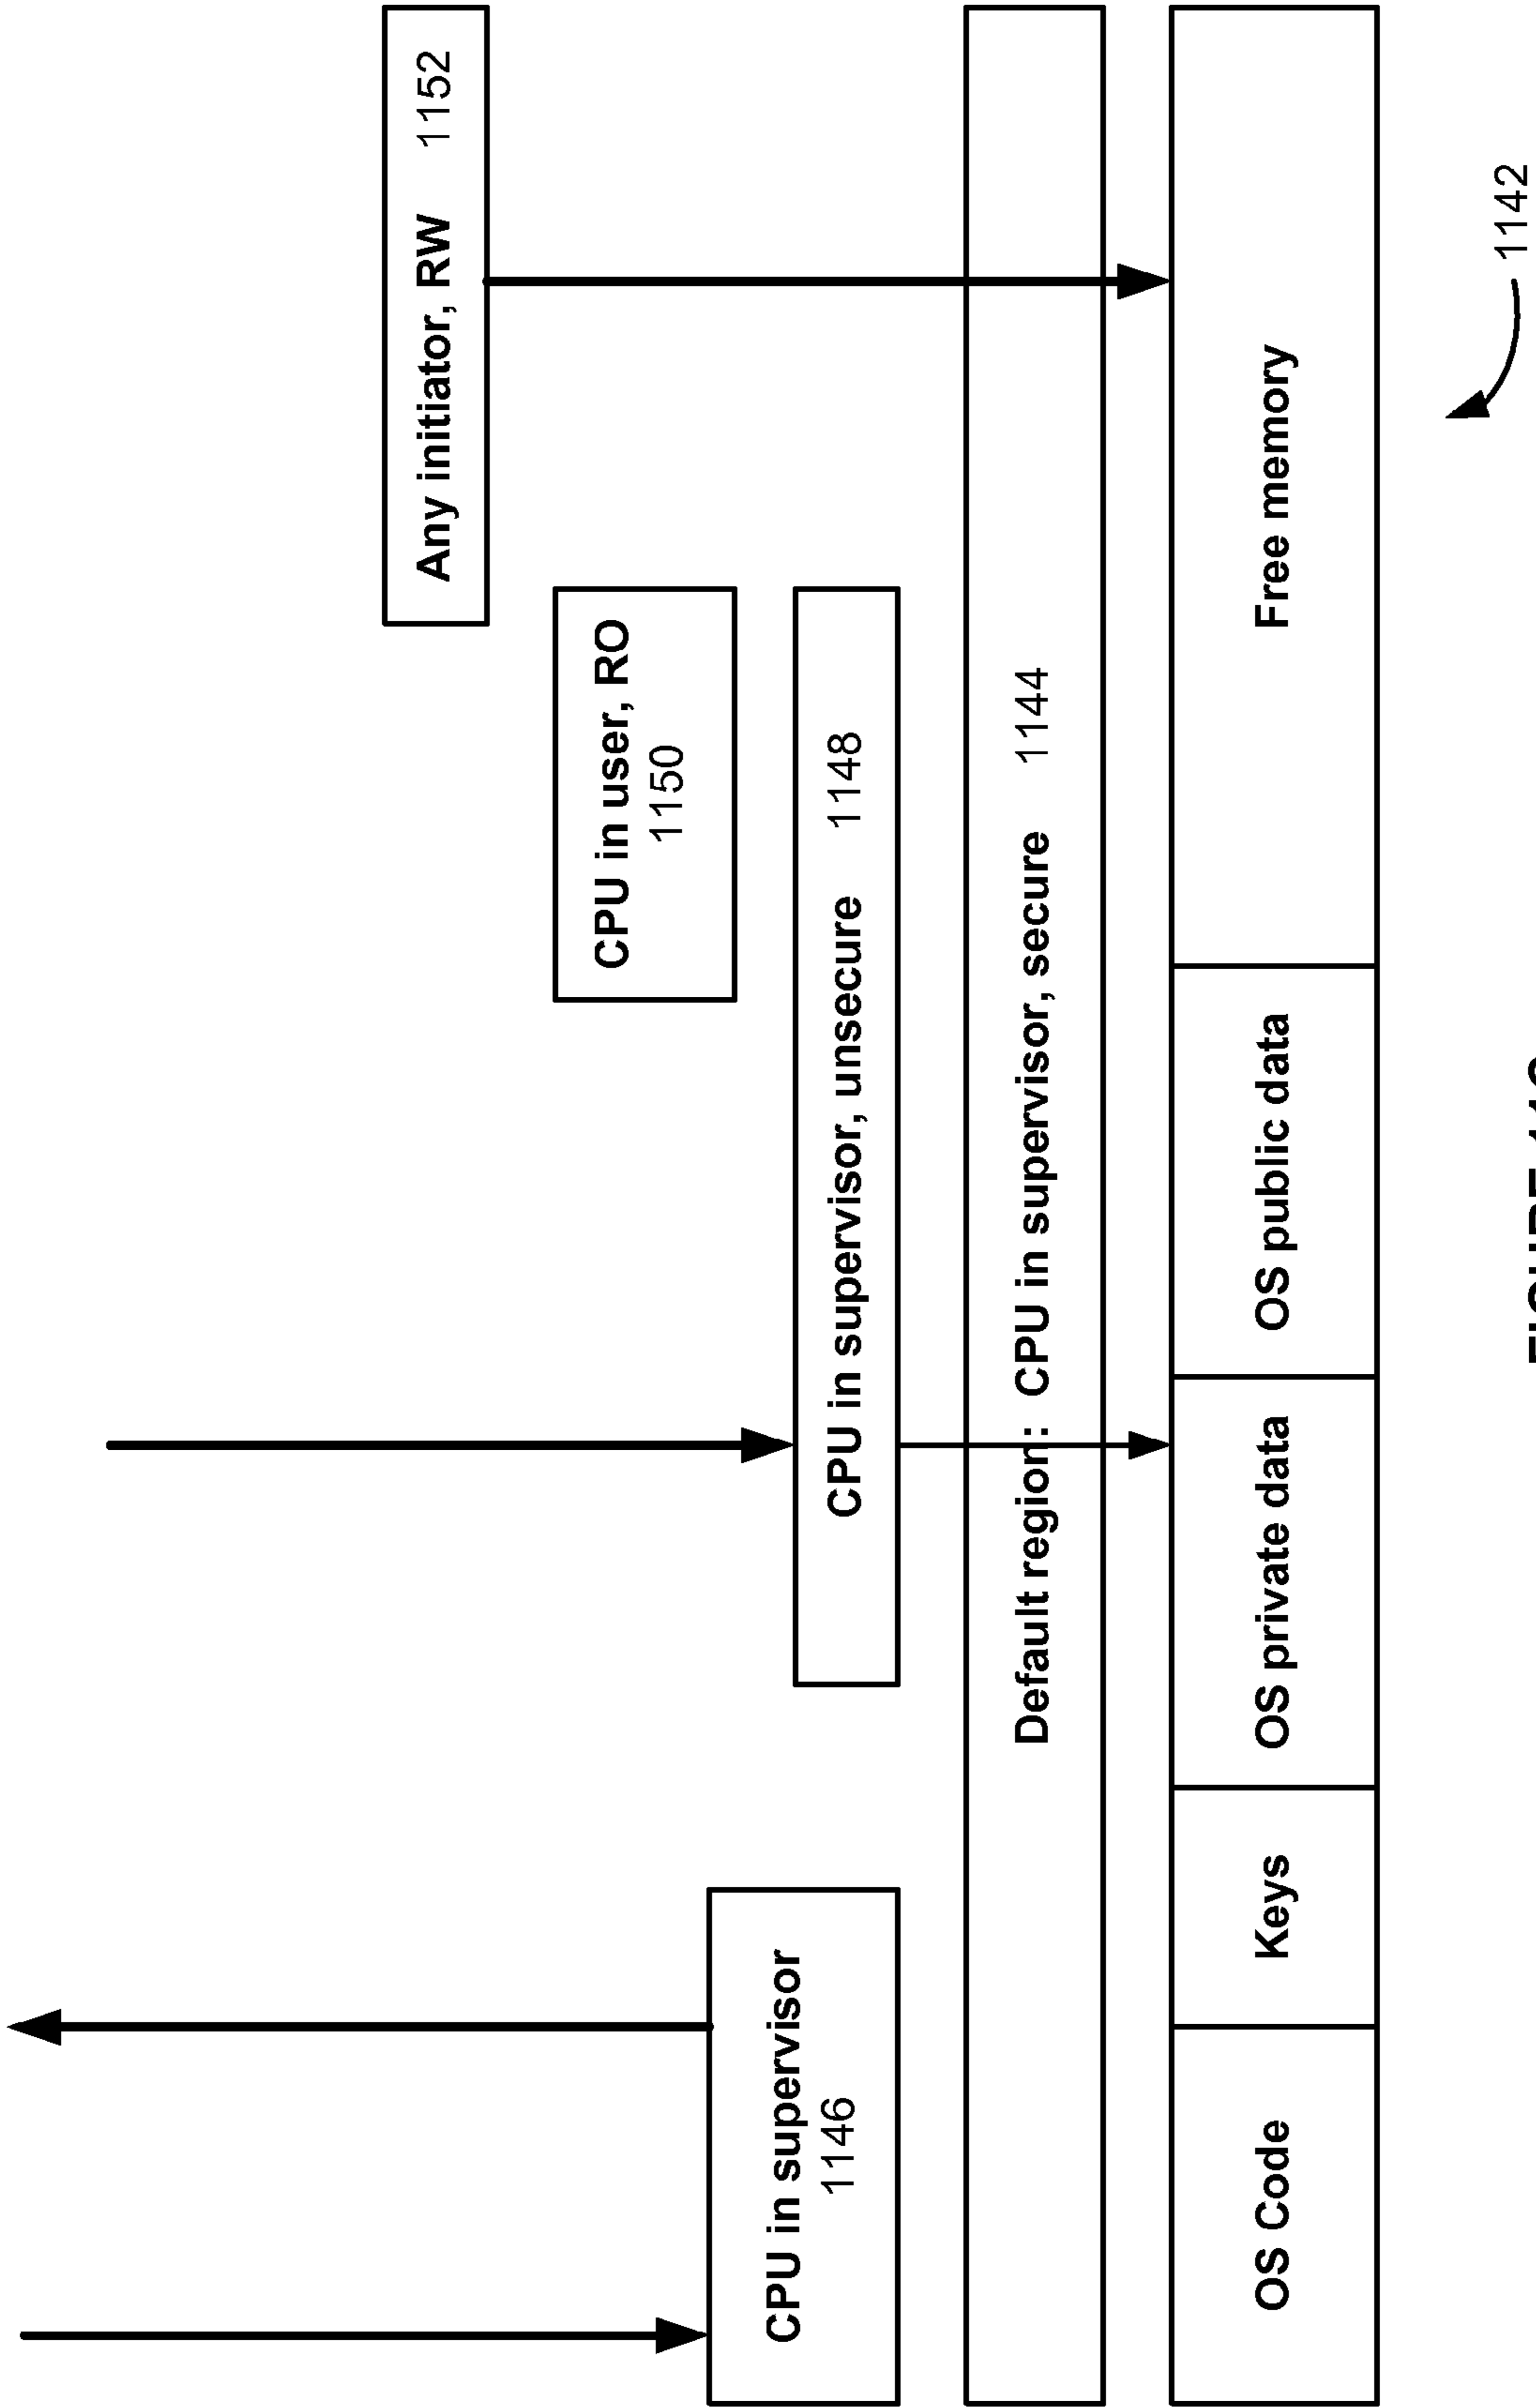 Any initiator, RW 1152
CPU in user, RO
1150
CPU in supervisor
1146
CPU in supervisor, unsecure 1148
Default region: CPU in supervisor, secure 1144
OS Code
Keys
OS private data
OS public data
Free memory
1142
FIGURE